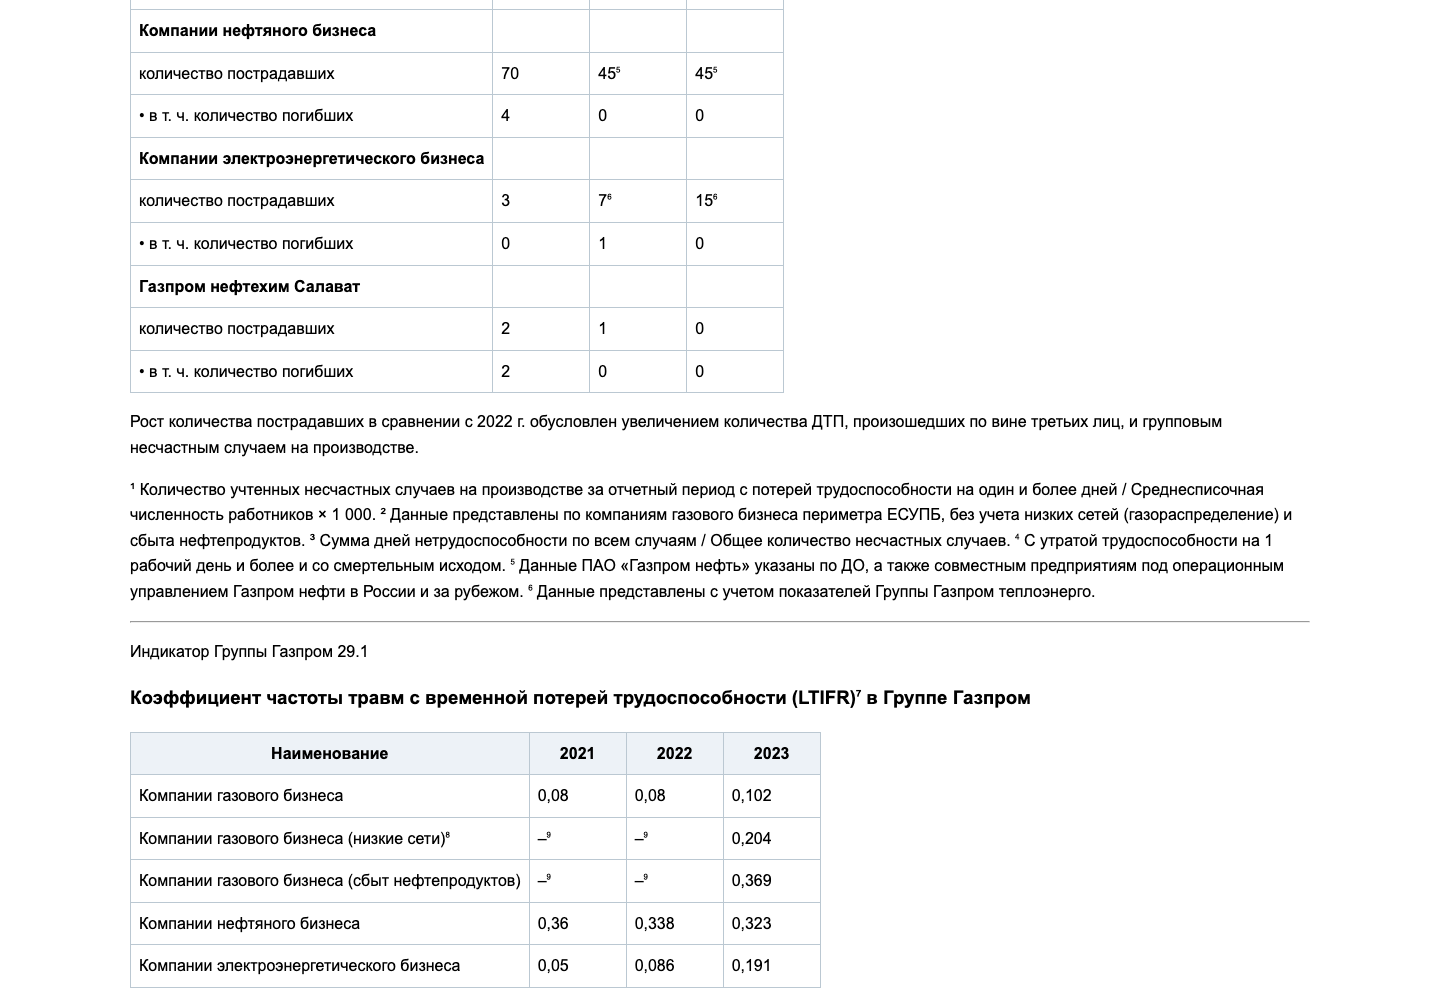 Компании нефтяного бизнеса
количество пострадавших 70 45⁵ 45⁵
• в т. ч. количество погибших 4 0 0
Компании электроэнергетического бизнеса
количество пострадавших 3 7⁶ 15⁶
• в т. ч. количество погибших 0 1 0
Газпром нефтехим Салават
количество пострадавших 2 1 0
• в т. ч. количество погибших 2 0 0
Рост количества пострадавших в сравнении с 2022 г. обусловлен увеличением количества ДТП, произошедших по вине третьих лиц, и групповым
несчастным случаем на производстве.
¹ Количество учтенных несчастных случаев на производстве за отчетный период с потерей трудоспособности на один и более дней / Среднесписочная
численность работников × 1 000. ² Данные представлены по компаниям газового бизнеса периметра ЕСУПБ, без учета низких сетей (газораспределение) и
сбыта нефтепродуктов. ³ Сумма дней нетрудоспособности по всем случаям / Общее количество несчастных случаев. ⁴ С утратой трудоспособности на 1
рабочий день и более и со смертельным исходом. ⁵ Данные ПАО «Газпром нефть» указаны по ДО, а также совместным предприятиям под операционным
управлением Газпром нефти в России и за рубежом. ⁶ Данные представлены с учетом показателей Группы Газпром теплоэнерго.
Индикатор Группы Газпром 29.1
Коэффициент частоты травм с временной потерей трудоспособности (LTIFR)⁷ в Группе Газпром
Наименование 2021 2022 2023
Компании газового бизнеса 0,08 0,08 0,102
Компании газового бизнеса (низкие сети)⁸ –⁹ –⁹ 0,204
Компании газового бизнеса (сбыт нефтепродуктов) –⁹ –⁹ 0,369
Компании нефтяного бизнеса 0,36 0,338 0,323
Компании электроэнергетического бизнеса 0,05 0,086 0,191